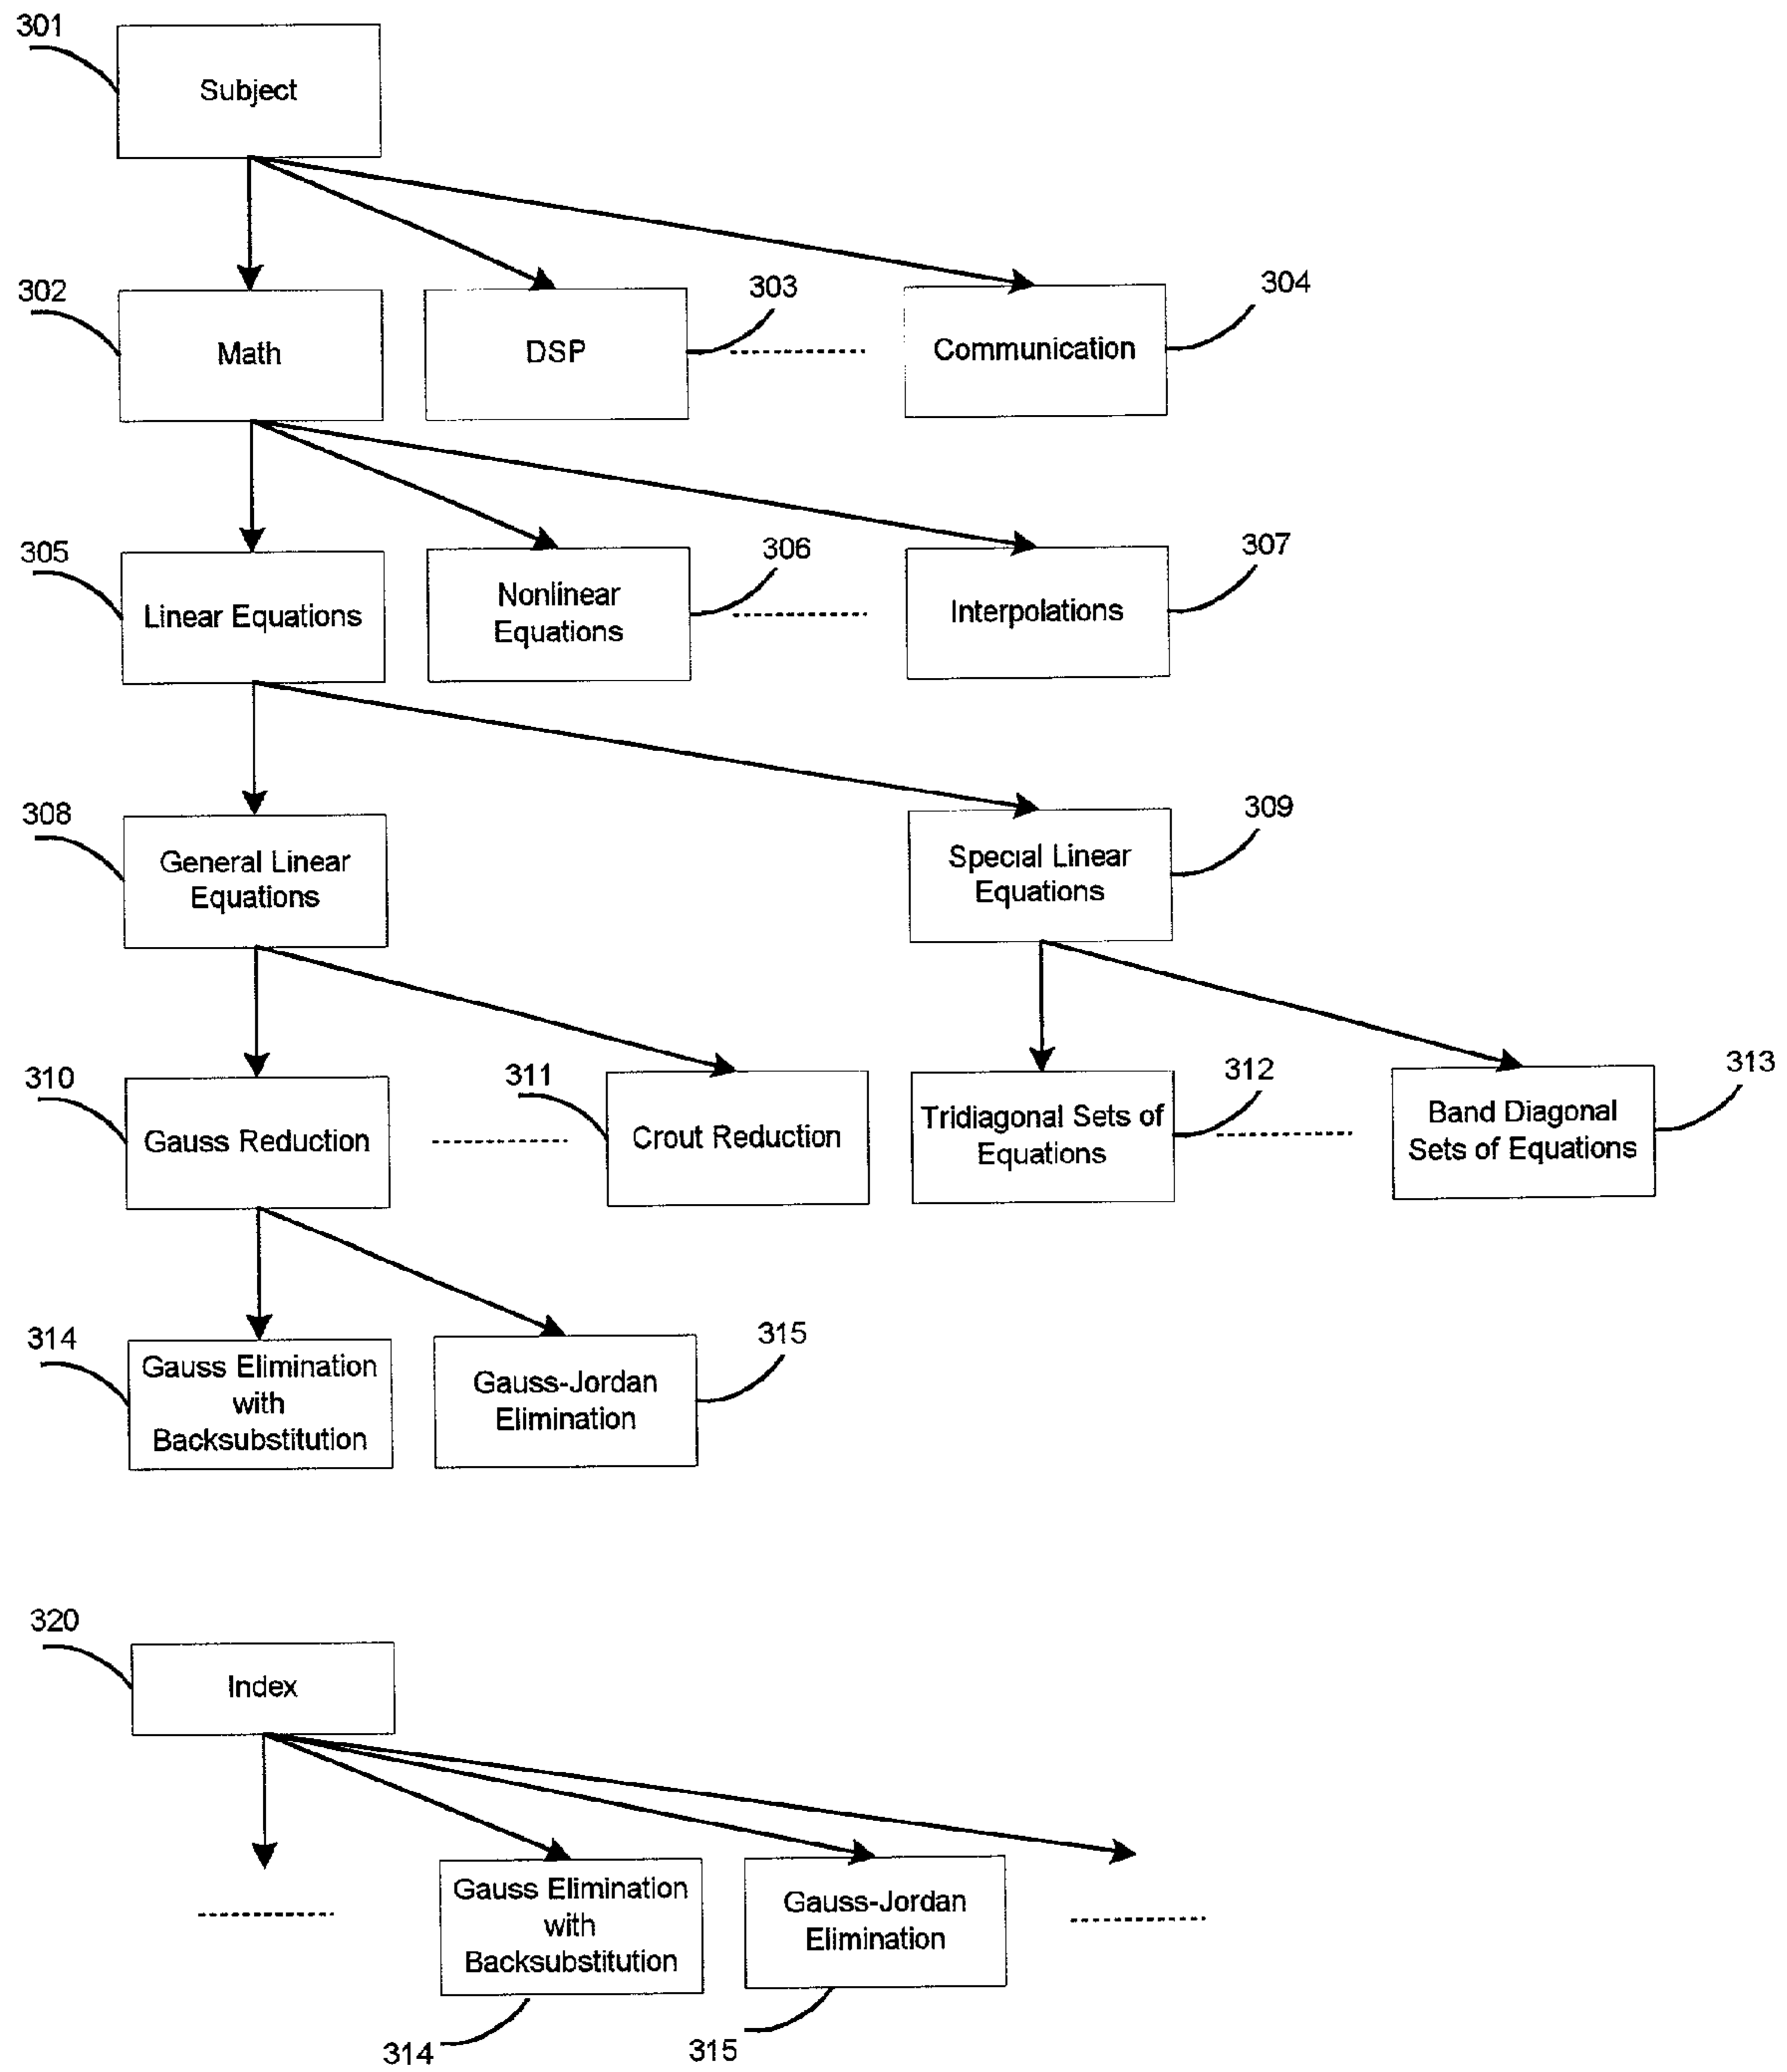 301
Subject
302
303
304
Math
DSP
Communication
305
306
307
Linear Equations
Nonlinear
Equations
Interpolations
308
309
General Linear
Equations
Special Linear
Equations
310
311
312
313
Gauss Reduction
Crout Reduction
Tridiagonal Sets of
Equations
Band Diagonal
Sets of Equations
314
315
Gauss Elimination
with
Backsubstitution
Gauss-Jordan
Elimination
320
Index
Gauss Elimination
with
Backsubstitution
Gauss-Jordan
Elimination
314
315